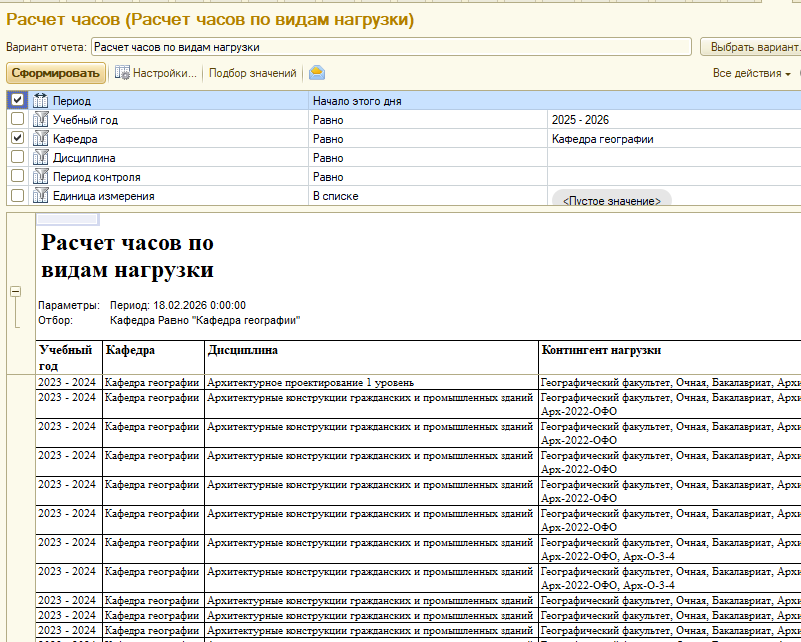 Расчет часов (Расчет часов по видам нагрузки)
Вариант отчета: Расчет часов по видам нагрузки Выбрать вариант.
Сформировать Настройки... Подбор значений Все действия
Период Начало этого дня
Учебный год Равно 2025 - 2026
Кафедра Равно Кафедра географии
Дисциплина Равно
Период контроля Равно
Единица измерения В списке <Пустое значение>
Расчет часов по
видам нагрузки
Параметры: Период: 18.02.2026 0:00:00
Отбор: Кафедра Равно "Кафедра географии"
Учебный Кафедра Дисциплина Контингент нагрузки
год
2023 - 2024 Кафедра географии Архитектурное проектирование 1 уровень Географический факультет, Очная, Бакалавриат, Архи
2023 - 2024 Кафедра географии Архитектурные конструкции гражданских и промышленных зданий Географический факультет, Очная, Бакалавриат, Архи
Арх-2022-ОФО
2023 - 2024 Кафедра географии Архитектурные конструкции гражданских и промышленных зданий Географический факультет, Очная, Бакалавриат, Архи
Арх-2022-ОФО
2023 - 2024 Кафедра географии Архитектурные конструкции гражданских и промышленных зданий Географический факультет, Очная, Бакалавриат, Архи
Арх-2022-ОФО
2023 - 2024 Кафедра географии Архитектурные конструкции гражданских и промышленных зданий Географический факультет, Очная, Бакалавриат, Архи
Арх-2022-ОФО
2023 - 2024 Кафедра географии Архитектурные конструкции гражданских и промышленных зданий Географический факультет, Очная, Бакалавриат, Архи
Арх-2022-ОФО
2023 - 2024 Кафедра географии Архитектурные конструкции гражданских и промышленных зданий Географический факультет, Очная, Бакалавриат, Архи
Арх-2022-ОФО, Арх-О-3-4
2023 - 2024 Кафедра географии Архитектурные конструкции гражданских и промышленных зданий Географический факультет, Очная, Бакалавриат, Архи
Арх-2022-ОФО, Арх-О-3-4
2023 - 2024 Кафедра географии Архитектурные конструкции гражданских и промышленных зданий Географический факультет, Очная, Бакалавриат, Архи
2023 - 2024 Кафедра географии Архитектурные конструкции гражданских и промышленных зданий Географический факультет, Очная, Бакалавриат, Архи
2023 - 2024 Кафедра географии Архитектурные конструкции гражданских и промышленных зданий Географический факультет, Очная, Бакалавриат, Архи